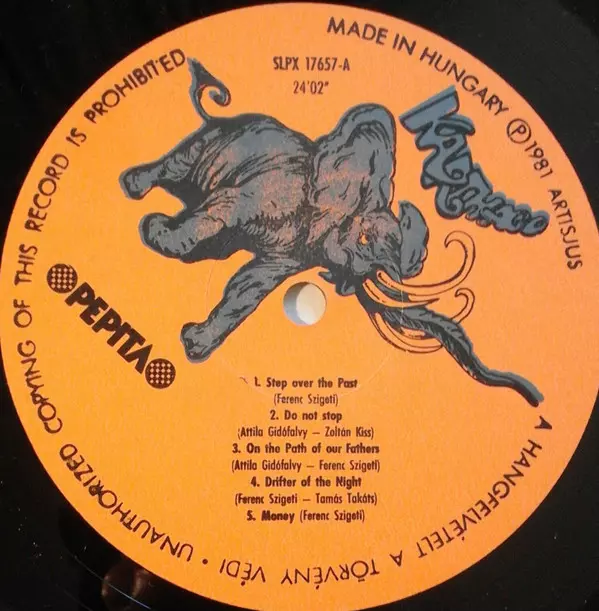 UNAUTHORIZED COPYING OF THIS RECORD IS PROHIBITED
MADE IN HUNGARY Ⓟ 1981 ARTISJUS
A HANGFELVÉTELT A TÖRVÉNY VÉDI •
SLPX 17657-A
24'02"
KARTHAGO
PEPITA
1. Step over the Past
(Ferenc Szigeti)
2. Do not stop
(Attila Gidófalvy – Zoltán Kiss)
3. On the Path of our Fathers
(Attila Gidófalvy – Ferenc Szigeti)
4. Drifter of the Night
(Ferenc Szigeti – Tamás Takáts)
5. Money (Ferenc Szigeti)